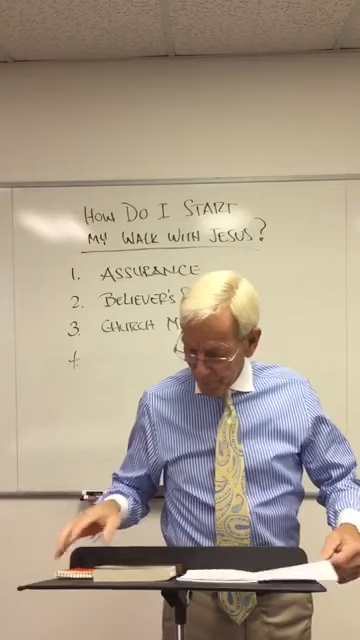 HOW DO I START
MY WALK WITH JESUS?
1. ASSURANCE
2. BELIEVER'S
3. CHURCH
4.